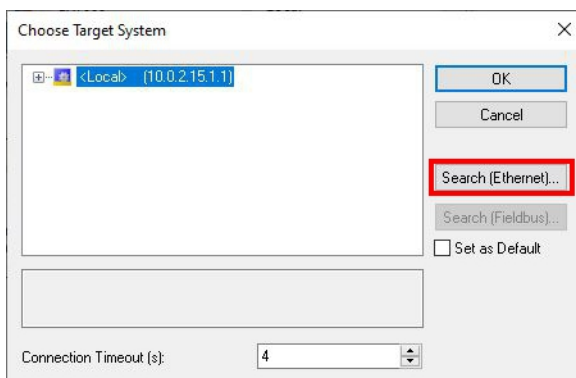 Choose Target System
<Local> (10.0.2.15.1.1)
OK
Cancel
Search (Ethernet)...
Search (Fieldbus)...
Set as Default
Connection Timeout (s):
4